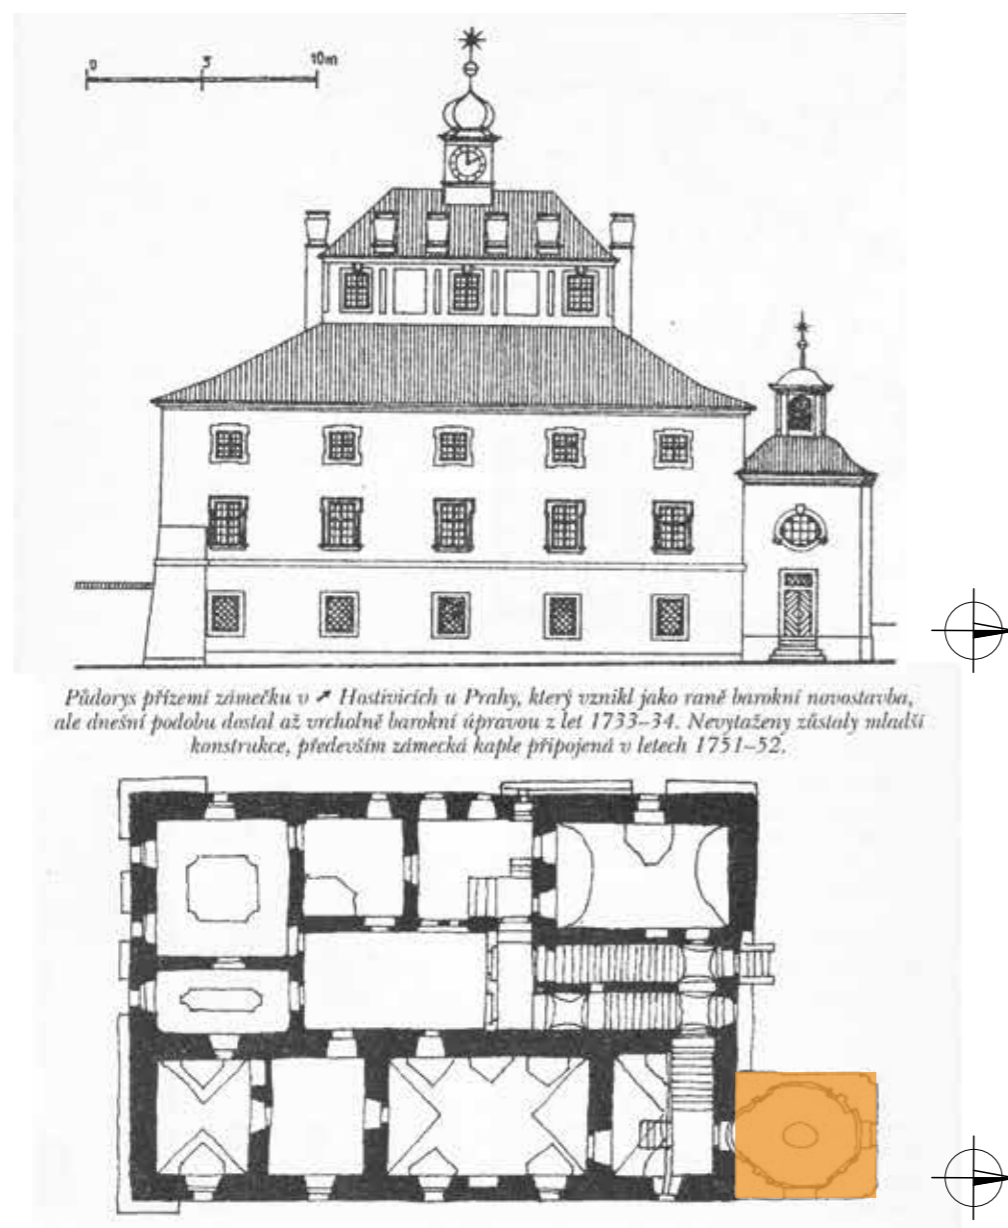 0 5 10m
Půdorys přízemí zámečku v ↗ Hostivicích u Prahy, který vznikl jako raně barokní novostavba,
ale dnešní podobu dostal až vrcholně barokní úpravou z let 1733–34. Nevytaženy zůstaly mladší
konstrukce, především zámecká kaple připojená v letech 1751–52.